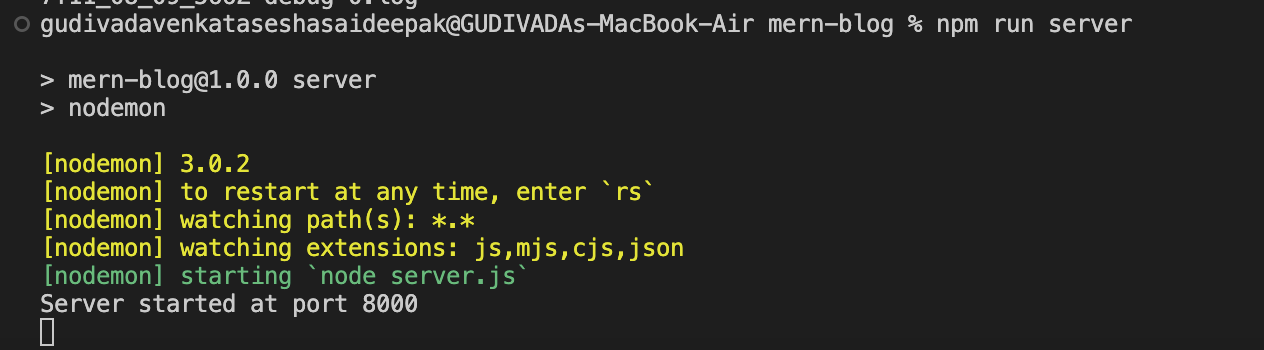 gudivadavenkataseshasaideepak@GUDIVADAs-MacBook-Air mern-blog % npm run server
> mern-blog@1.0.0 server
> nodemon
[nodemon] 3.0.2
[nodemon] to restart at any time, enter `rs`
[nodemon] watching path(s): *.*
[nodemon] watching extensions: js,mjs,cjs,json
[nodemon] starting `node server.js`
Server started at port 8000